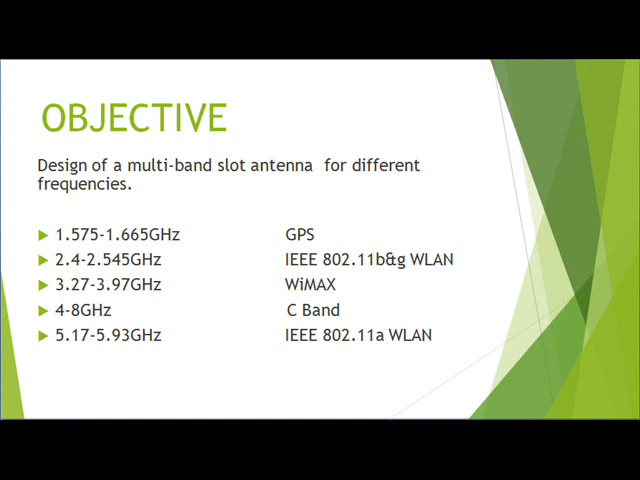 OBJECTIVE
Design of a multi-band slot antenna for different
frequencies.
1.575-1.665GHz GPS
2.4-2.545GHz IEEE 802.11b&g WLAN
3.27-3.97GHz WiMAX
4-8GHz C Band
5.17-5.93GHz IEEE 802.11a WLAN